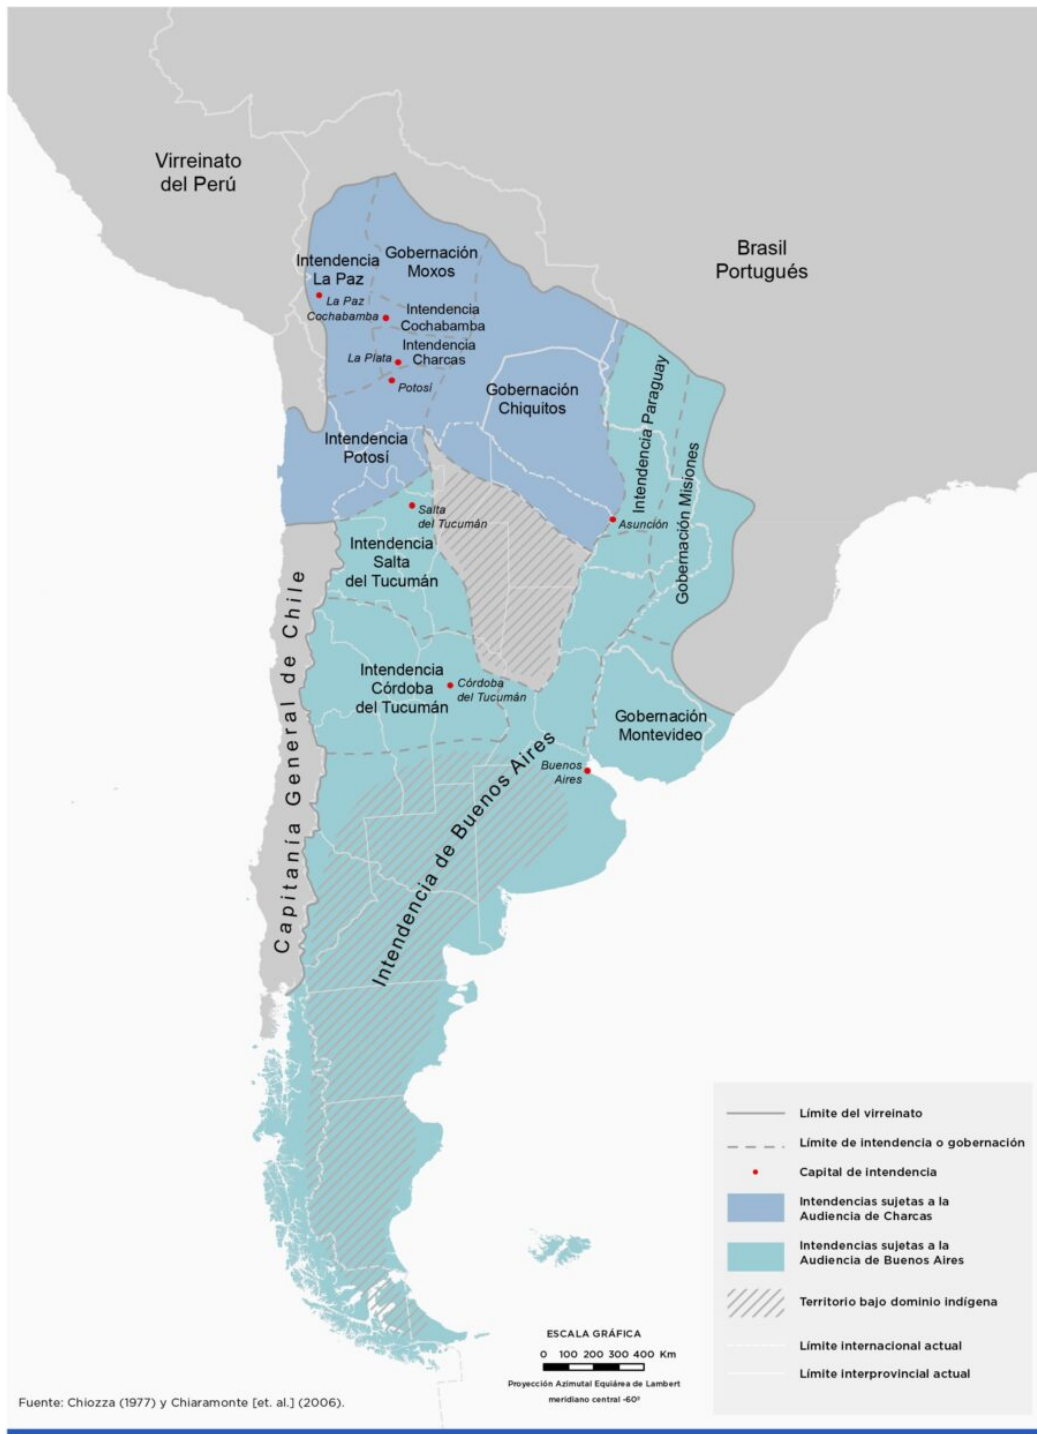 Virreinato
del Perú
Brasil
Portugués
Intendencia
La Paz
Gobernación
Moxos
La Paz
Cochabamba
Intendencia
Cochabamba
Intendencia
Charcas
La Plata
Potosí
Gobernación
Chiquitos
Intendencia Paraguay
Gobernación Misiones
Intendencia
Potosí
Salta
del Tucumán
Asunción
Intendencia
Salta
del Tucumán
Capitanía General de Chile
Intendencia
Córdoba
del Tucumán
Córdoba
del Tucumán
Gobernación
Montevideo
Buenos
Aires
Intendencia de Buenos Aires
Límite del virreinato
Límite de intendencia o gobernación
Capital de intendencia
Intendencias sujetas a la
Audiencia de Charcas
Intendencias sujetas a la
Audiencia de Buenos Aires
Territorio bajo dominio indígena
Límite internacional actual
Límite interprovincial actual
ESCALA GRÁFICA
0 100 200 300 400 Km
Proyección Azimutal Equiárea de Lambert
meridiano central -60º
Fuente: Chiozza (1977) y Chiaramonte [et. al.] (2006).